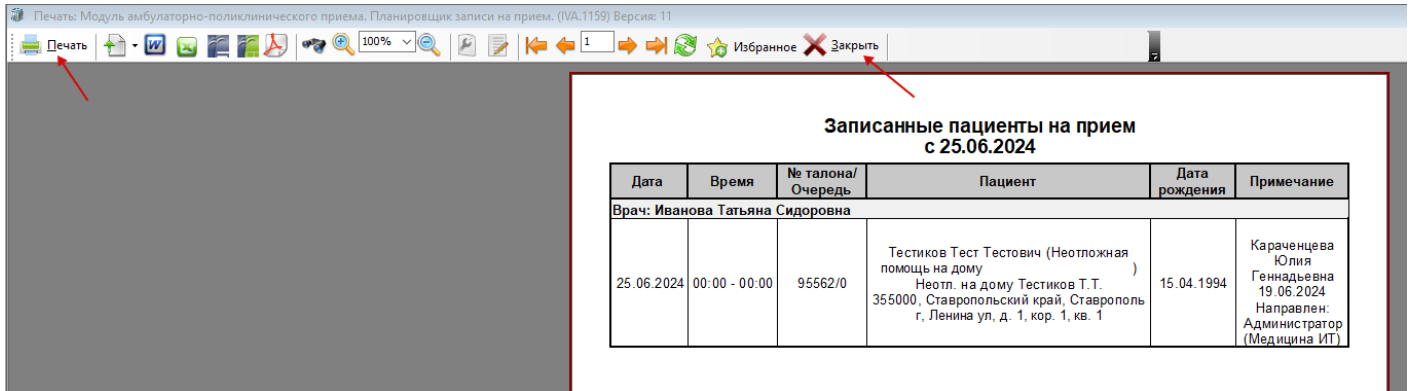 Печать: Модуль амбулаторно-поликлинического приема. Планировщик записи на прием. (IVA.1159) Версия: 11
Печать 100% 1 Избранное Закрыть
Записанные пациенты на прием
с 25.06.2024
Дата Время № талона/ Очередь Пациент Дата рождения Примечание
Врач: Иванова Татьяна Сидоровна
25.06.2024 00:00 - 00:00 95562/0
Тестиков Тест Тестович (Неотложная
помощь на дому )
Неотл. на дому Тестиков Т.Т.
355000, Ставропольский край, Ставрополь
г, Ленина ул, д. 1, кор. 1, кв. 1
15.04.1994
Караченцева
Юлия
Геннадьевна
19.06.2024
Направлен:
Администратор
(Медицина ИТ)